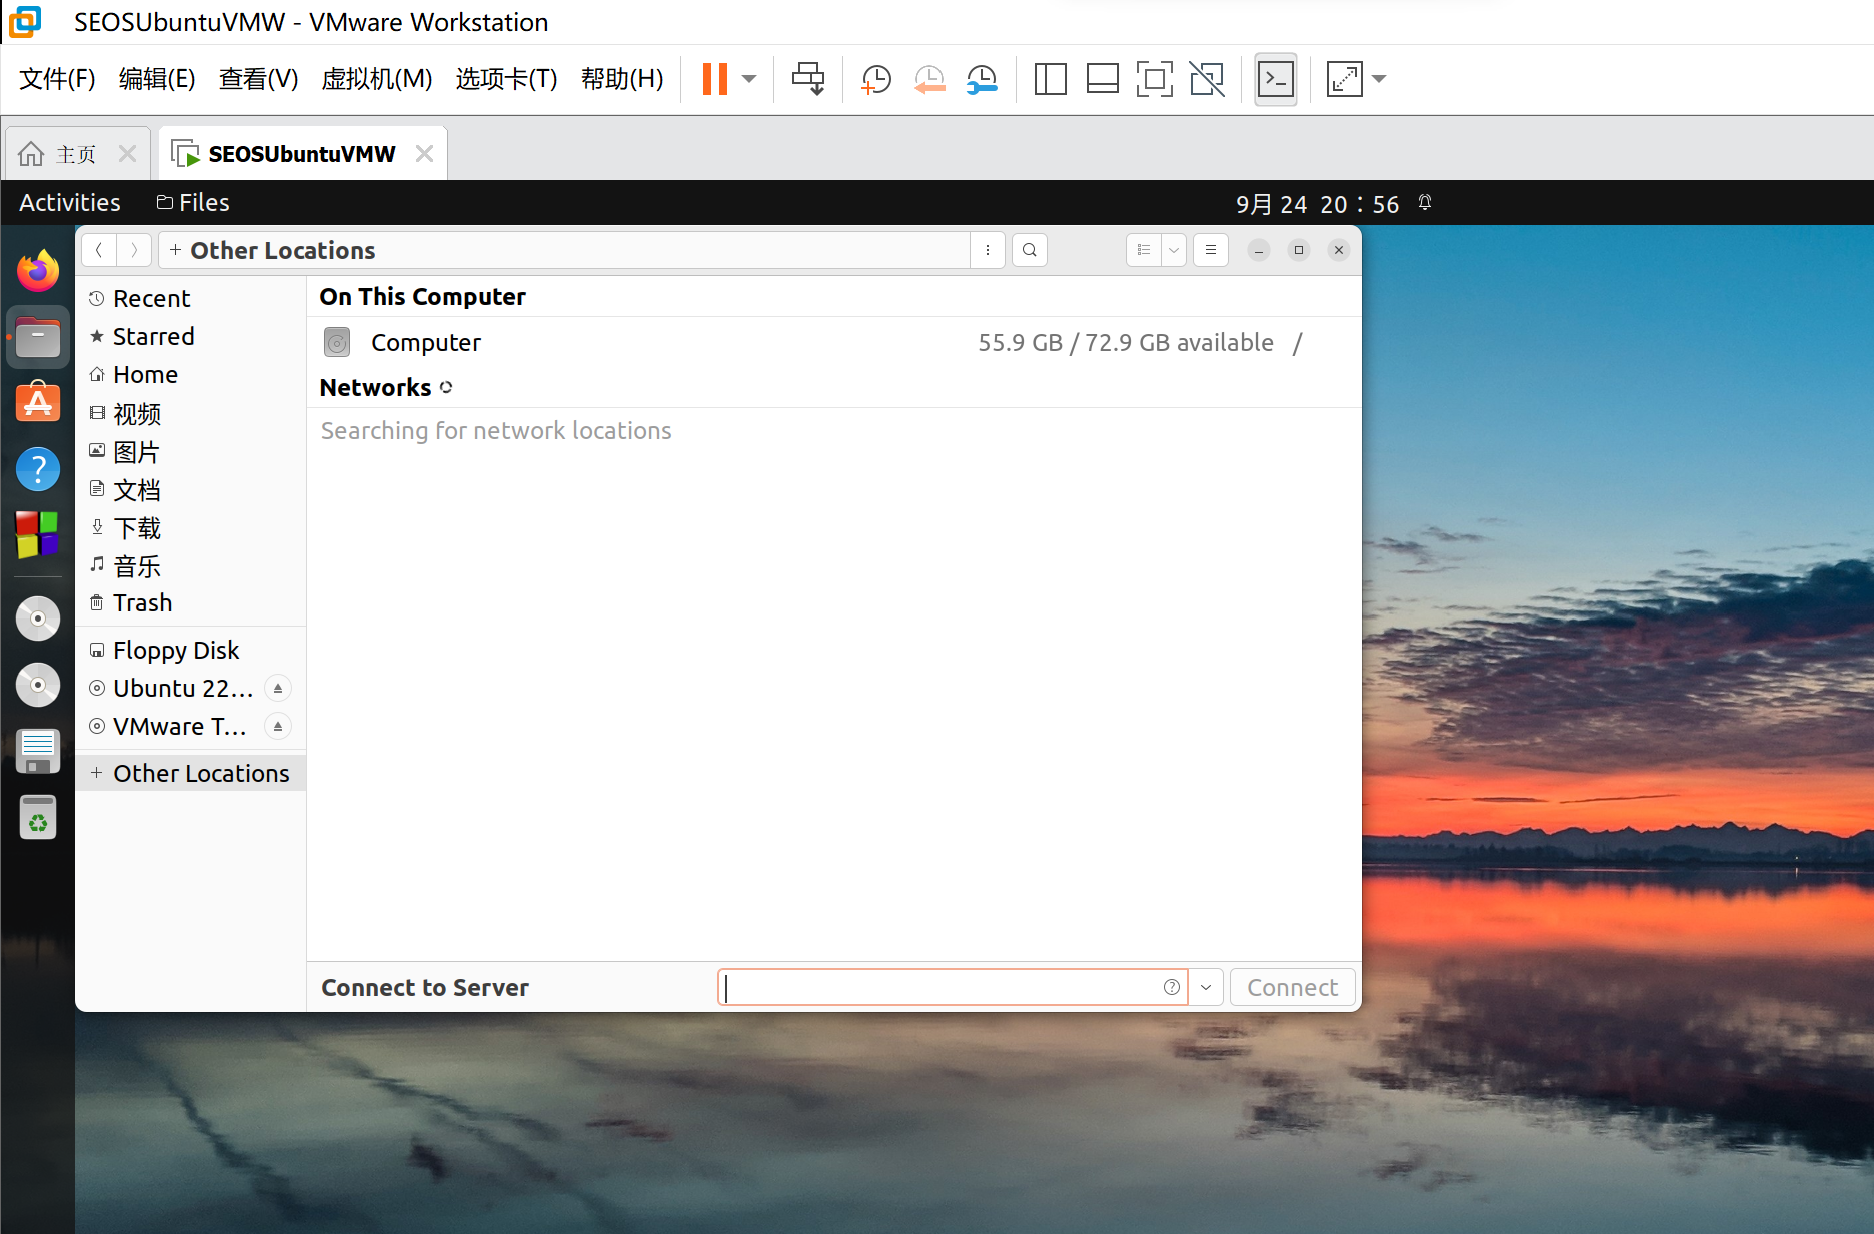 SEOSUbuntuVMW - VMware Workstation
文件(F) 编辑(E) 查看(V) 虚拟机(M) 选项卡(T) 帮助(H)
主页 SEOSUbuntuVMW
Activities Files 9月 24 20：56
+ Other Locations
Recent
Starred
Home
视频
图片
文档
下载
音乐
Trash
Floppy Disk
Ubuntu 22...
VMware T...
+ Other Locations
On This Computer
Computer 55.9 GB / 72.9 GB available /
Networks
Searching for network locations
Connect to Server Connect